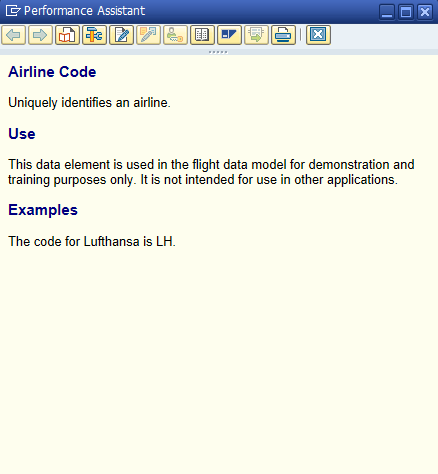 Performance Assistant
Airline Code
Uniquely identifies an airline.
Use
This data element is used in the flight data model for demonstration and
training purposes only. It is not intended for use in other applications.
Examples
The code for Lufthansa is LH.